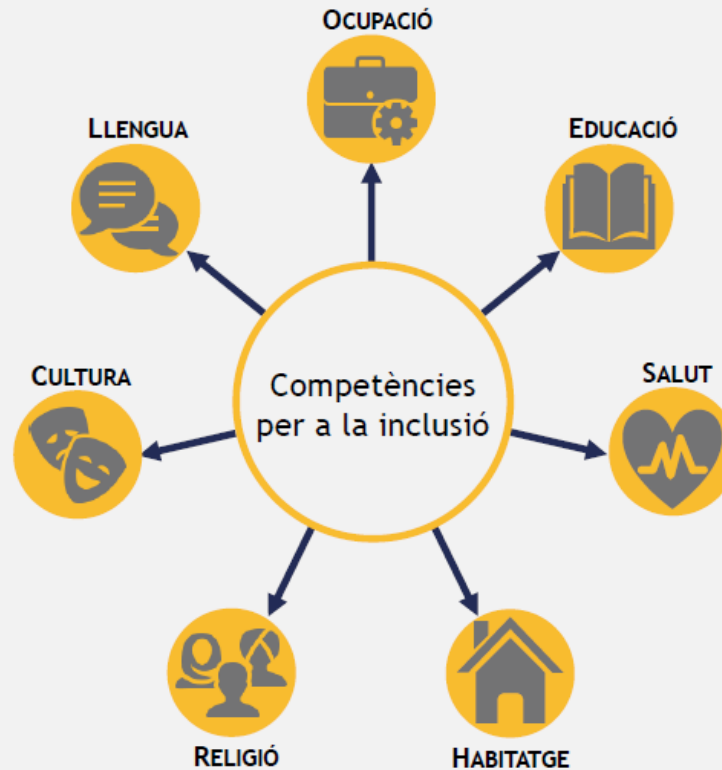 OCUPACIÓ
LLENGUA
EDUCACIÓ
CULTURA
Competències
per a la inclusió
SALUT
RELIGIÓ
HABITATGE